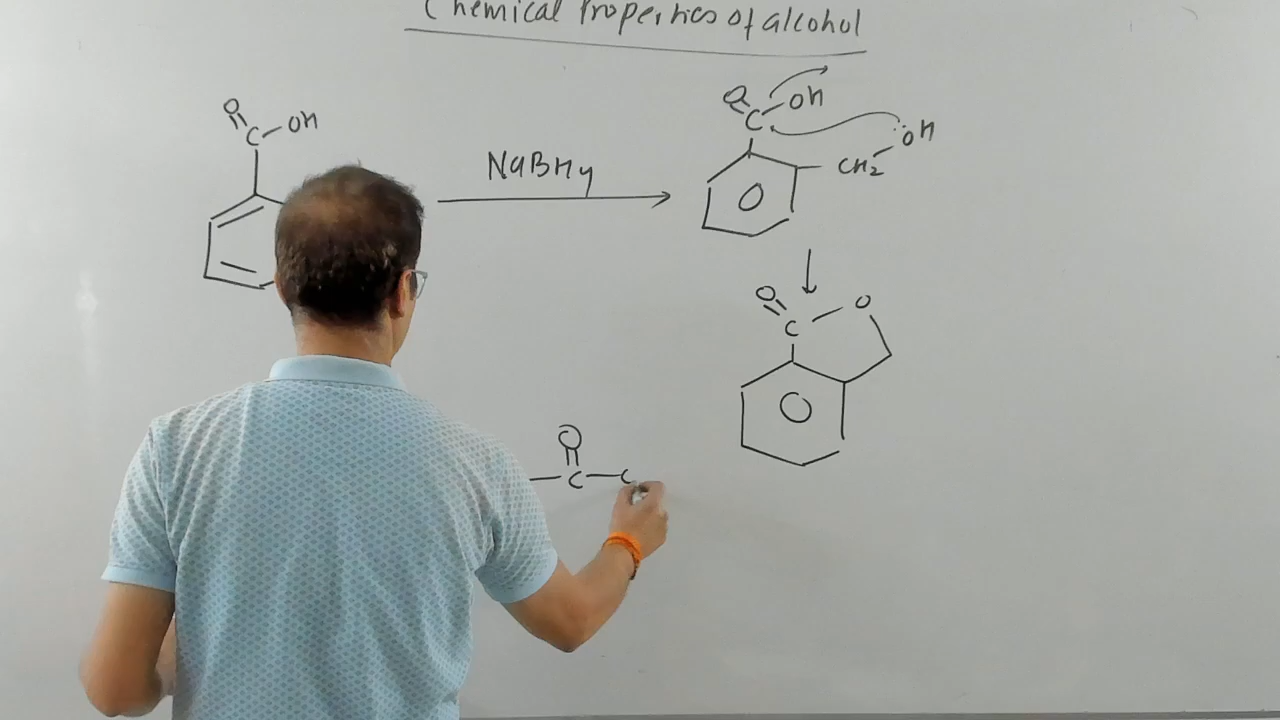 Chemical Properties of alcohol
O
C - OH
NaBH4
O
C - OH
OH
CH2
O
C - O
O
C - C